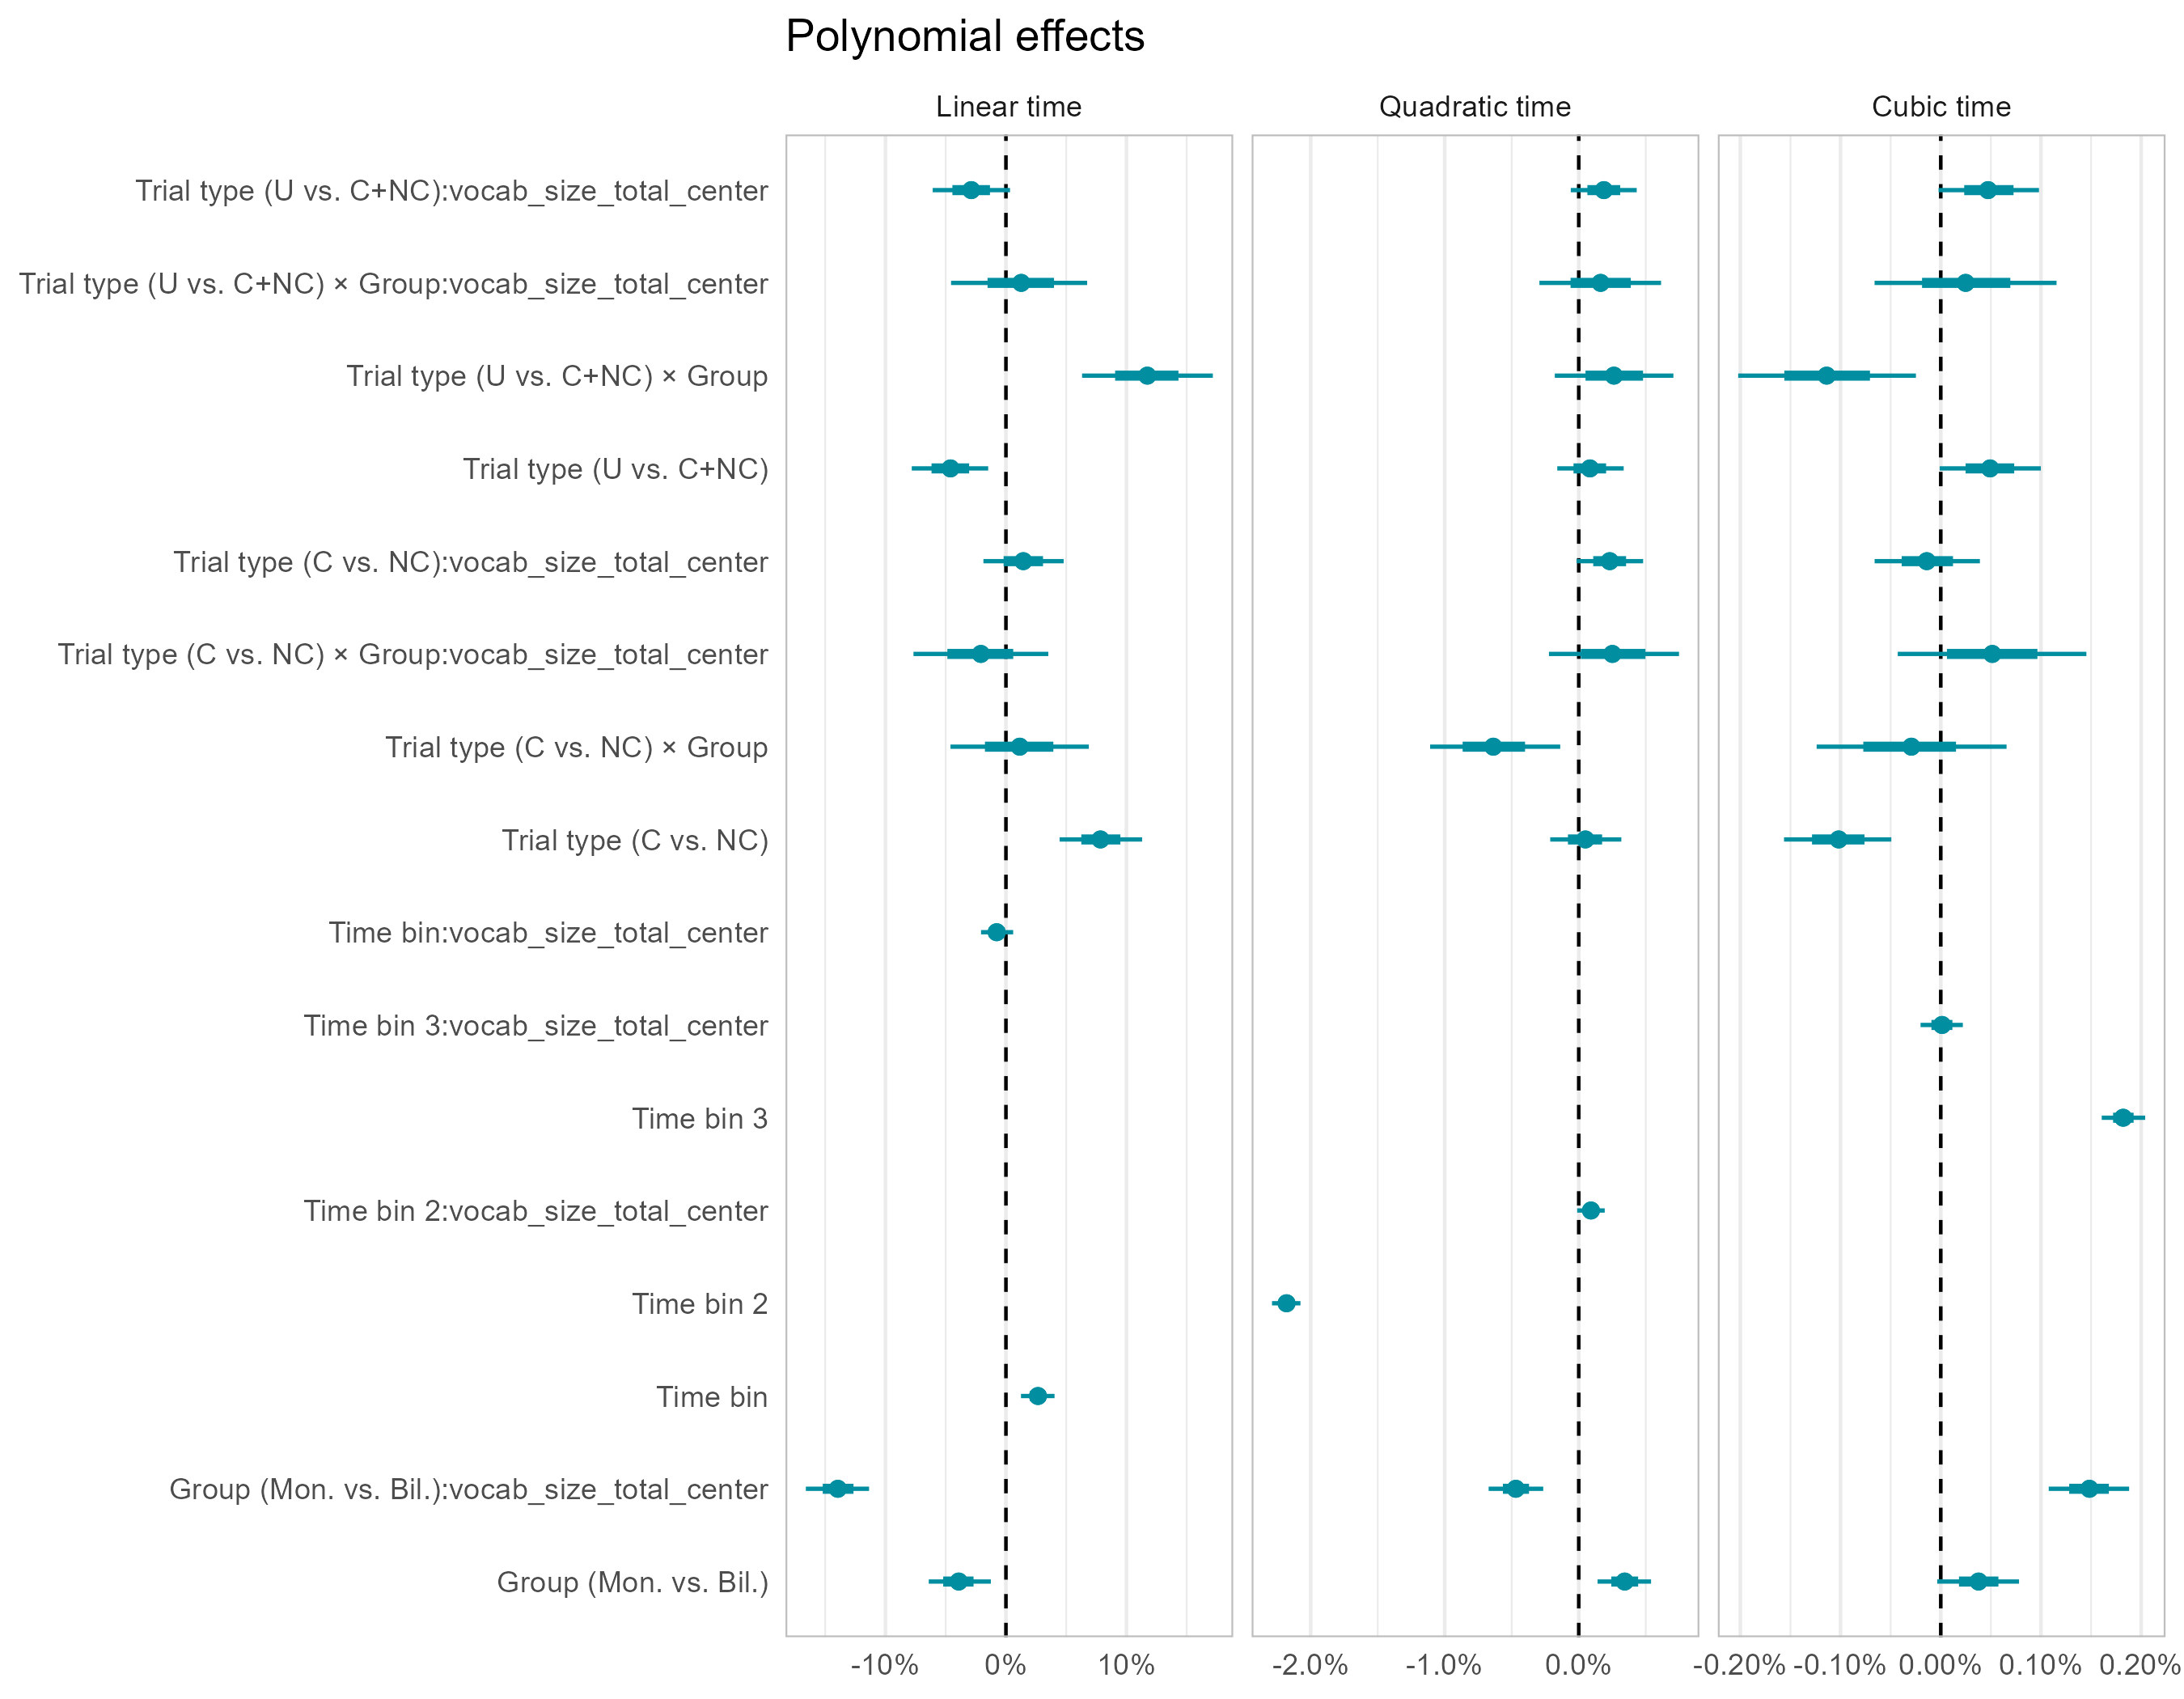 Polynomial effects
Linear time
Quadratic time
Cubic time
Trial type (U vs. C+NC):vocab_size_total_center
Trial type (U vs. C+NC) × Group:vocab_size_total_center
Trial type (U vs. C+NC) × Group
Trial type (U vs. C+NC)
Trial type (C vs. NC):vocab_size_total_center
Trial type (C vs. NC) × Group:vocab_size_total_center
Trial type (C vs. NC) × Group
Trial type (C vs. NC)
Time bin:vocab_size_total_center
Time bin 3:vocab_size_total_center
Time bin 3
Time bin 2:vocab_size_total_center
Time bin 2
Time bin
Group (Mon. vs. Bil.):vocab_size_total_center
Group (Mon. vs. Bil.)
-10% 0% 10%
-2.0% -1.0% 0.0%
-0.20% -0.10% 0.00% 0.10% 0.20%